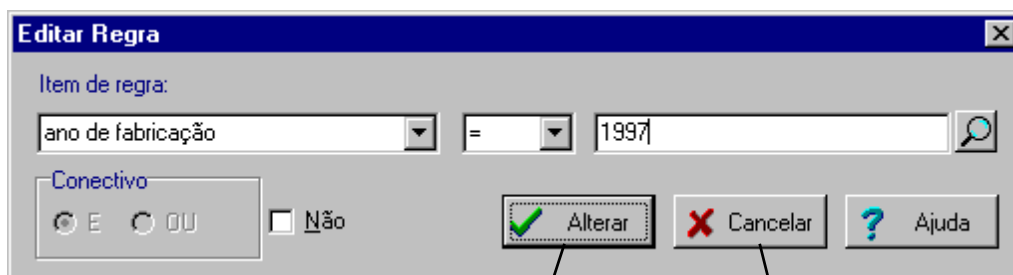 Editar Regra
Item de regra:
ano de fabricação = 1997
Conectivo
E OU Não Alterar Cancelar ? Ajuda